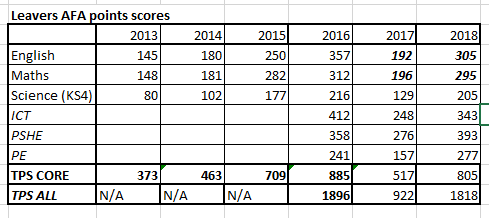 Leavers AFA points scores
2013 2014 2015 2016 2017 2018
English 145 180 250 357 192 305
Maths 148 181 282 312 196 295
Science (KS4) 80 102 177 216 129 205
ICT 412 248 343
PSHE 358 276 393
PE 241 157 277
TPS CORE 373 463 709 885 517 805
TPS ALL N/A N/A N/A 1896 922 1818